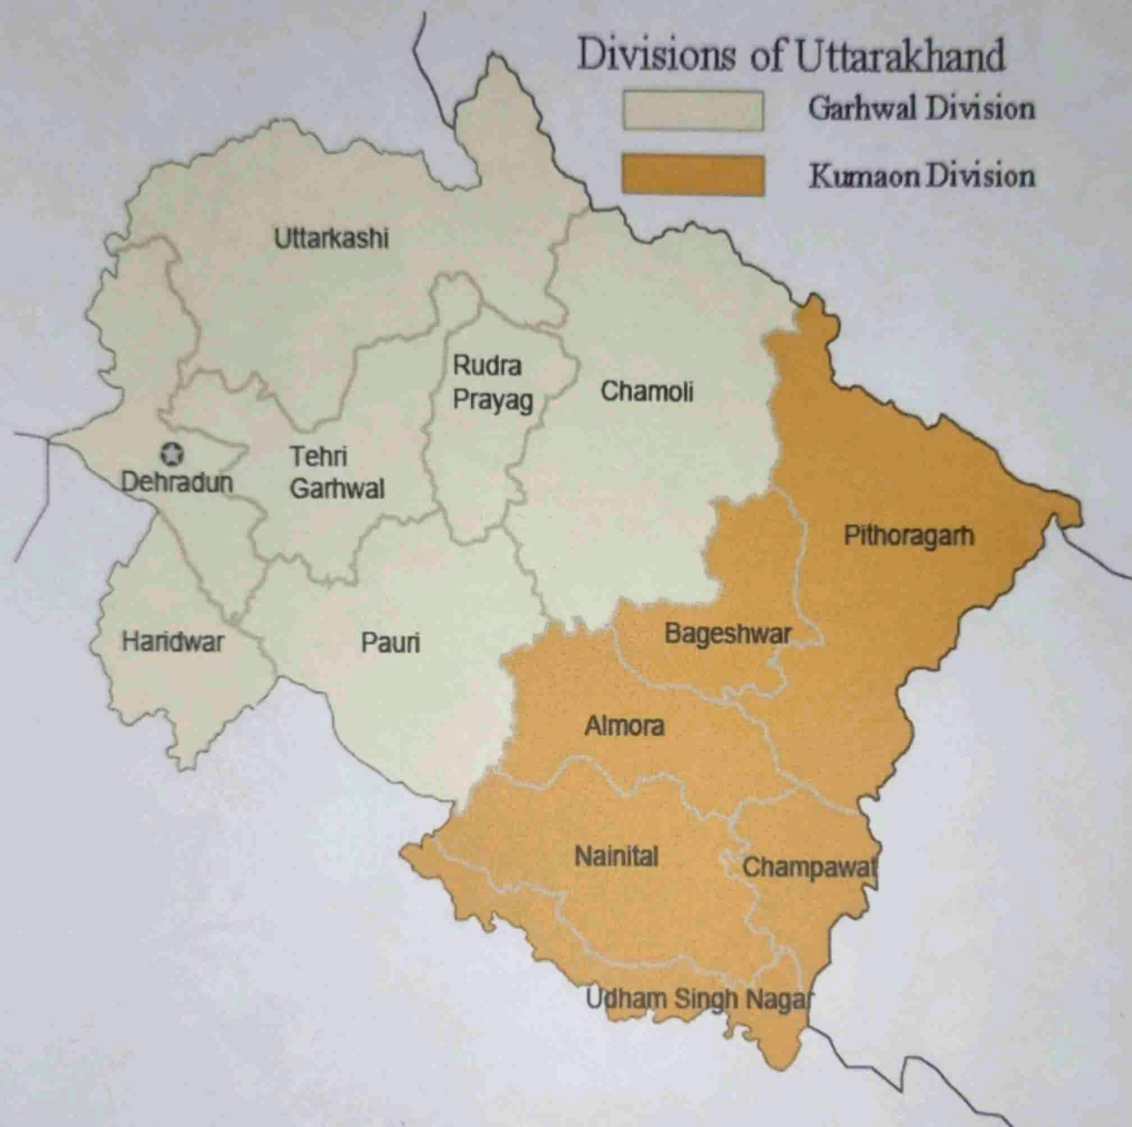 Divisions of Uttarakhand
Garhwal Division
Kumaon Division
Uttarkashi
Rudra
Prayag
Chamoli
Tehri
Garhwal
Dehradun
Pithoragarh
Haridwar
Pauri
Bageshwar
Almora
Nainital
Champawat
Udham Singh Nagar